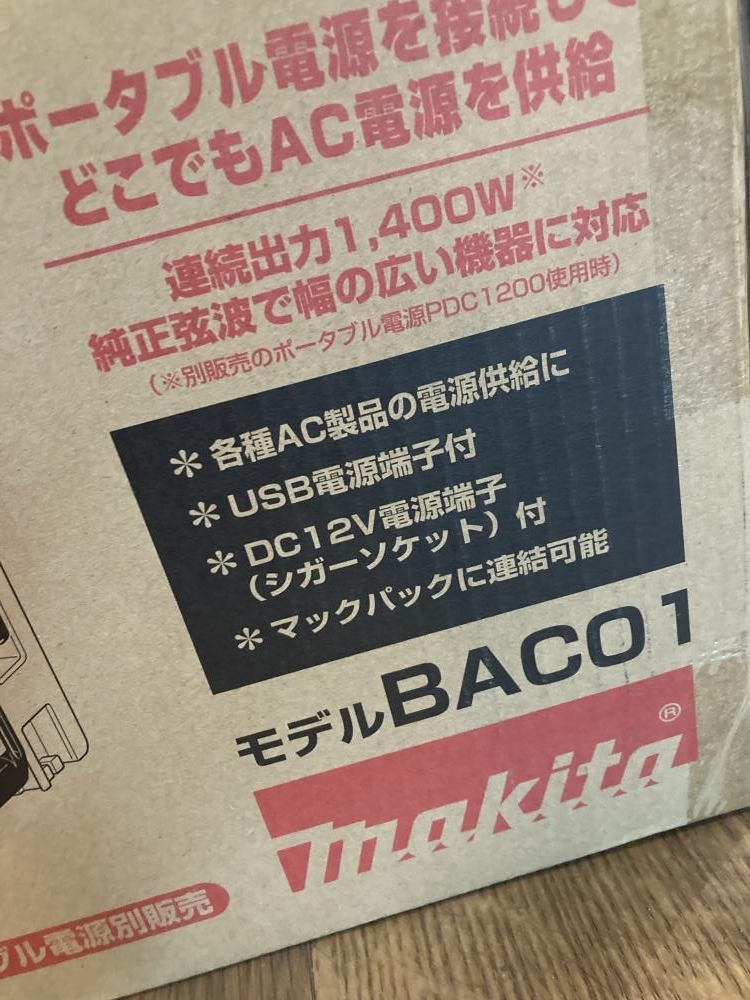 ポータブル電源を接続して
どこでもAC電源を供給
連続出力1,400W※
純正弦波で幅の広い機器に対応
(※別販売のポータブル電源PDC1200使用時)
＊各種AC製品の電源供給に
＊USB電源端子付
＊DC12V電源端子
(シガーソケット)付
＊マックパックに連結可能
モデルBAC01
makita®
ブル電源別販売